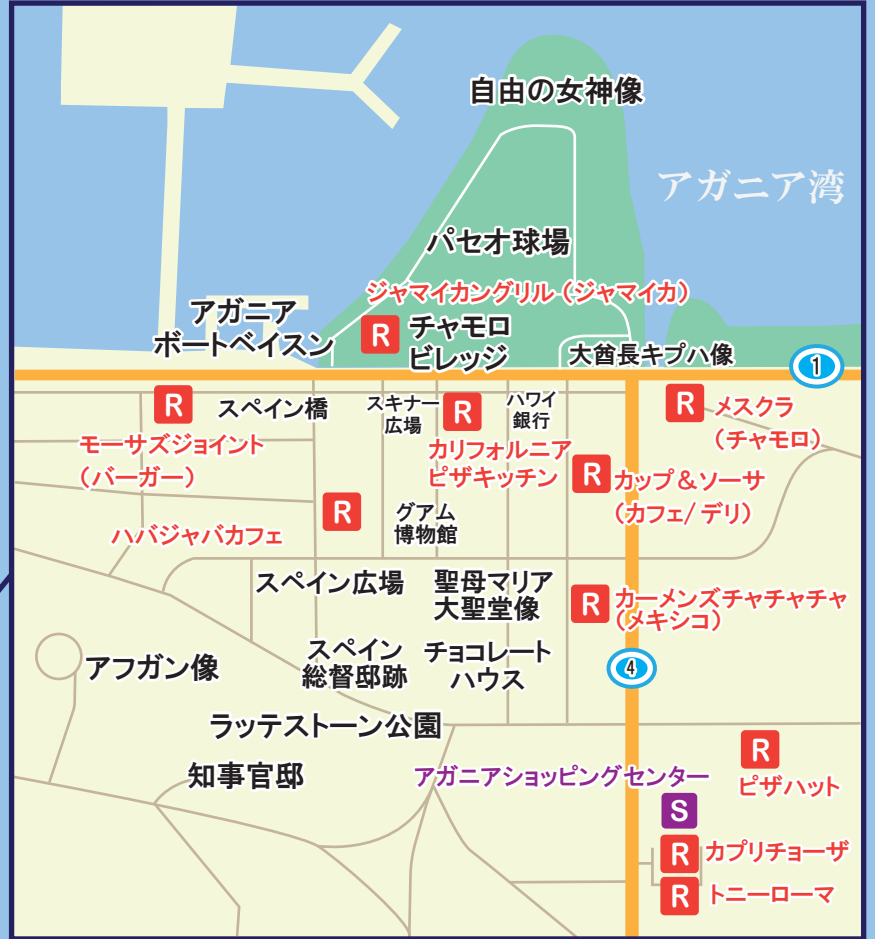 自由の女神像
アガニア湾
パセオ球場
ジャマイカングリル（ジャマイカ）
アガニア
ボートベイスン
R
チャモロ
ビレッジ
大酋長キプハ像
1
R
モーサズジョイント
（バーガー）
スペイン橋
スキナー
広場
R
カリフォルニア
ピザキッチン
ハワイ
銀行
R
メスクラ
（チャモロ）
R
カップ＆ソーサ
（カフェ/デリ）
ハバジャバカフェ
R
グアム
博物館
スペイン広場
聖母マリア
大聖堂像
R
カーメンズチャチャチャ
（メキシコ）
アフガン像
スペイン
総督邸跡
チョコレート
ハウス
4
ラッテストーン公園
知事官邸
アガニアショッピングセンター
S
R
ピザハット
R
カプリチョーザ
R
トニーローマ